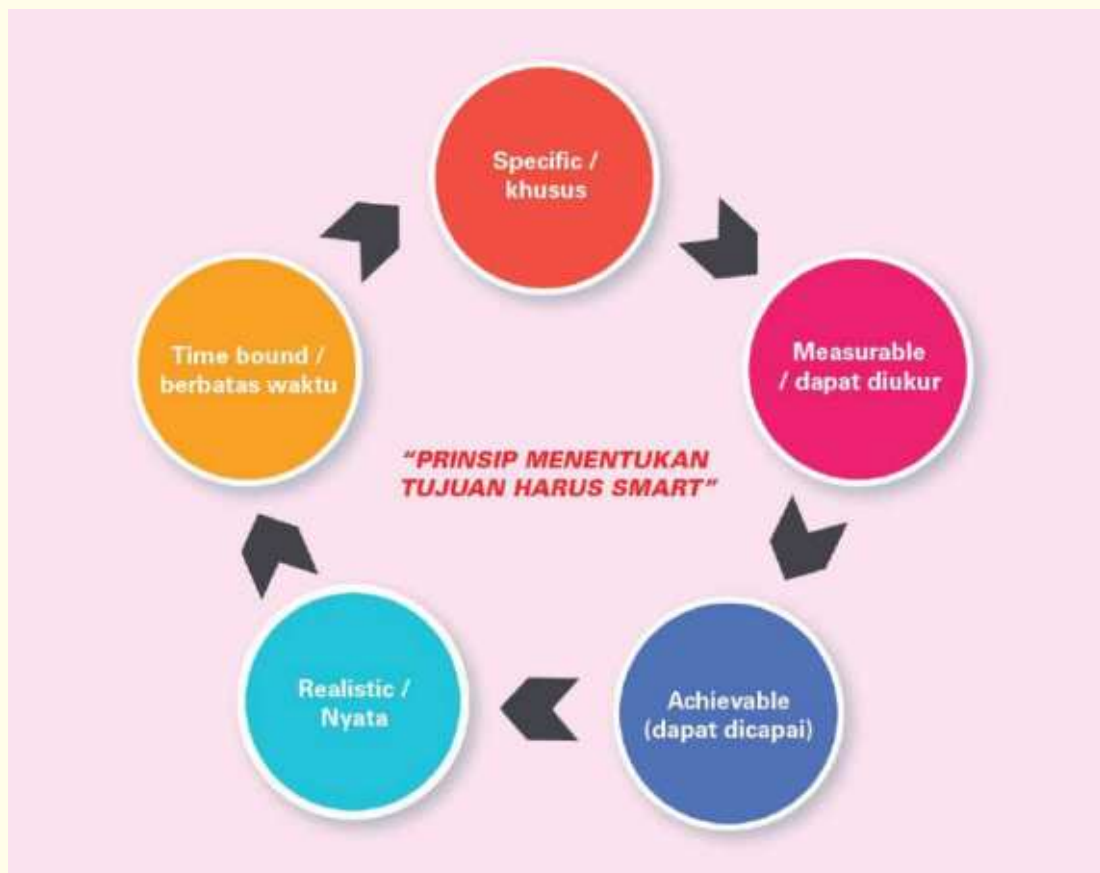 Specific /
khusus
Measurable
/ dapat diukur
Achievable
(dapat dicapai)
Realistic /
Nyata
Time bound /
berbatas waktu
"PRINSIP MENENTUKAN
TUJUAN HARUS SMART"